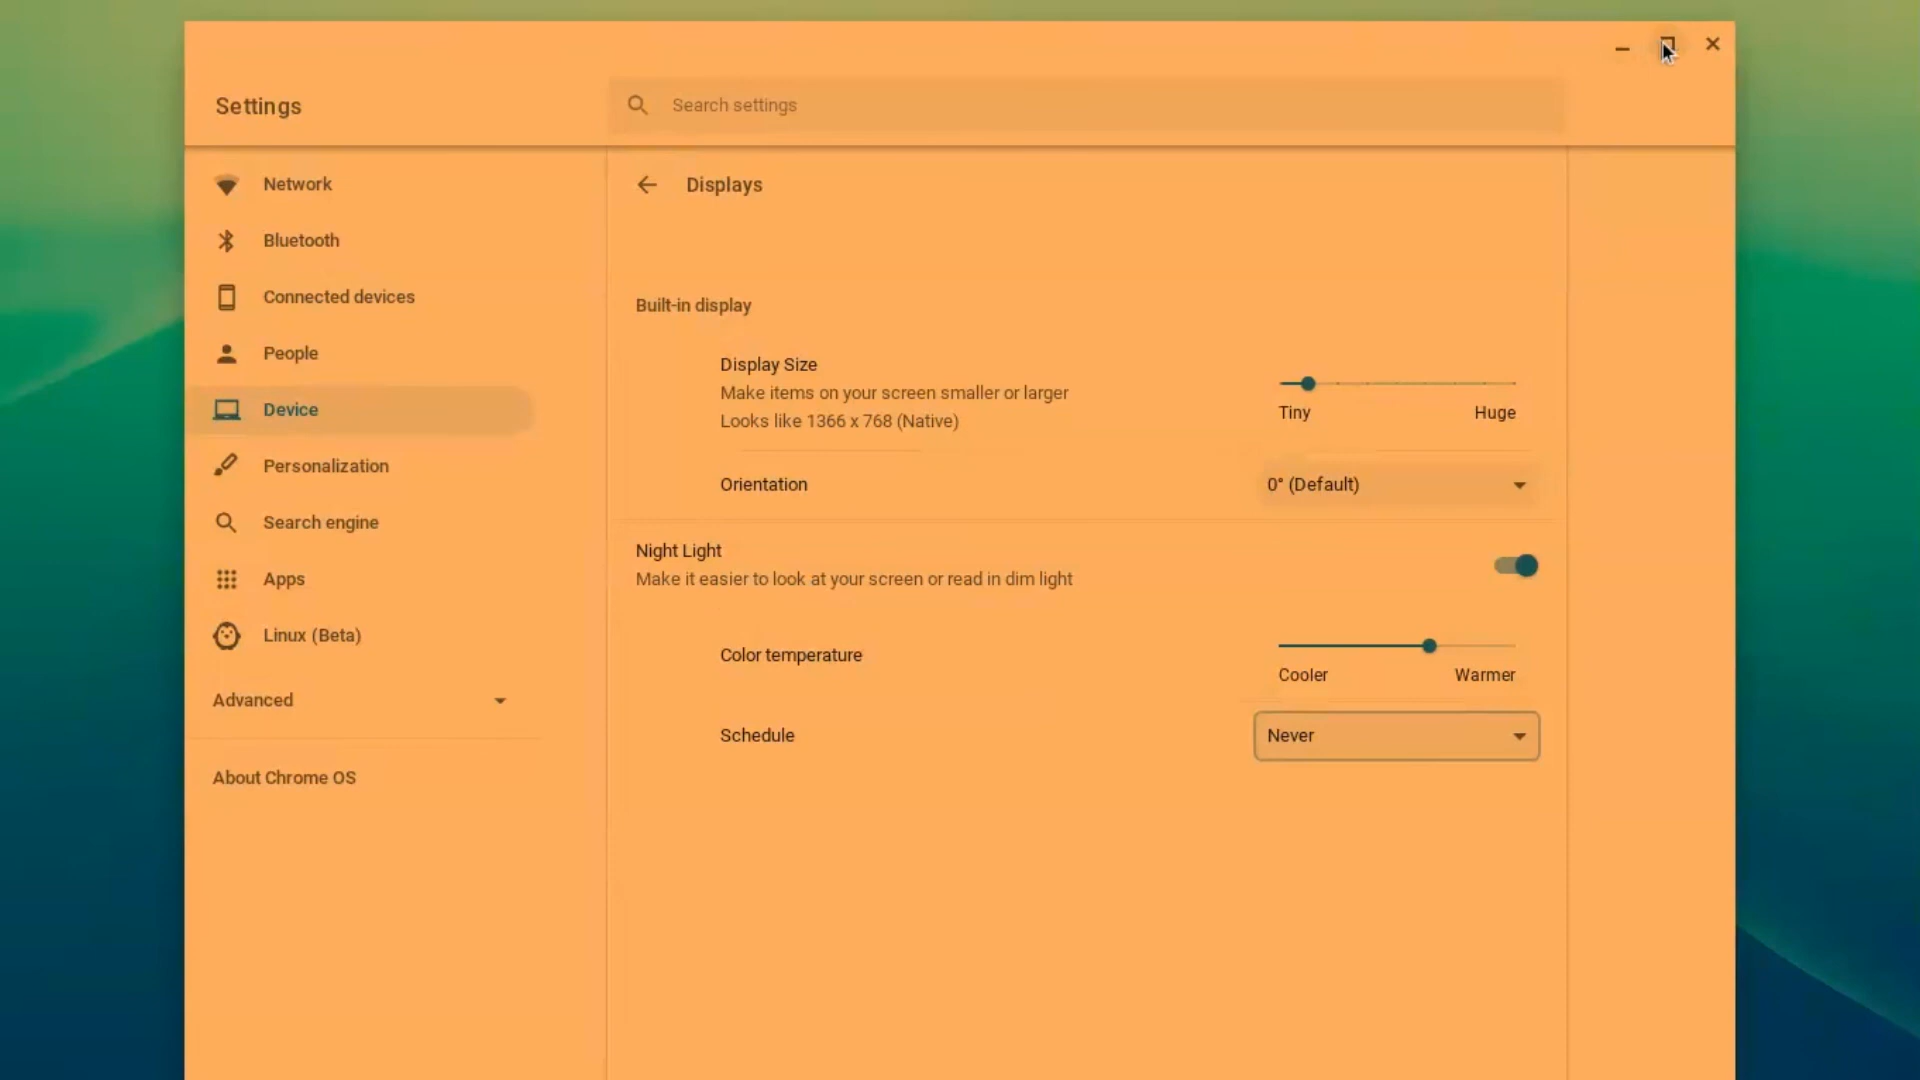 Settings
Search settings
Network
Bluetooth
Connected devices
People
Device
Personalization
Search engine
Apps
Linux (Beta)
Advanced
About Chrome OS
Displays
Built-in display
Display Size
Make items on your screen smaller or larger
Looks like 1366 x 768 (Native)
Tiny Huge
Orientation
0° (Default)
Night Light
Make it easier to look at your screen or read in dim light
Color temperature
Cooler Warmer
Schedule
Never